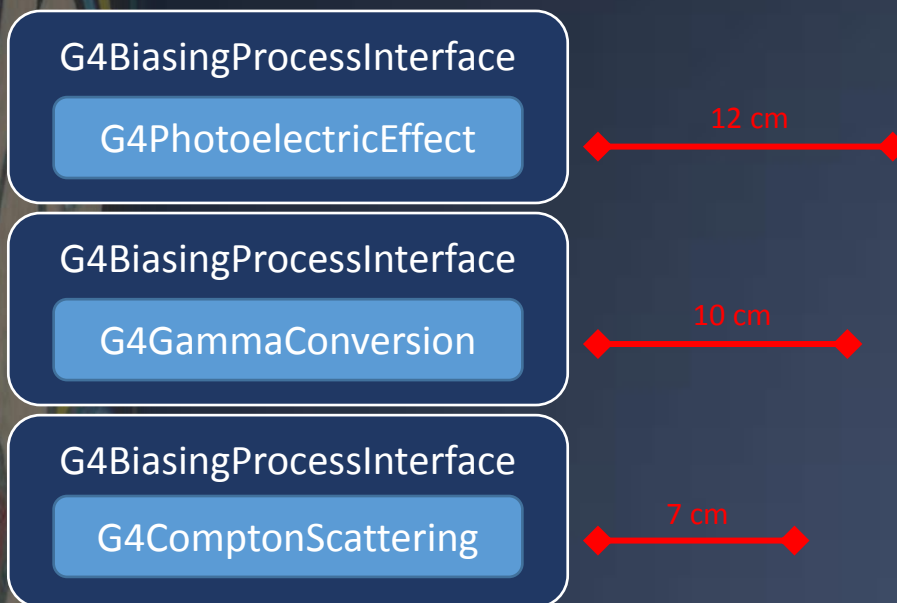 G4BiasingProcessInterface
G4PhotoelectricEffect
12 cm
G4BiasingProcessInterface
G4GammaConversion
10 cm
G4BiasingProcessInterface
G4ComptonScattering
7 cm